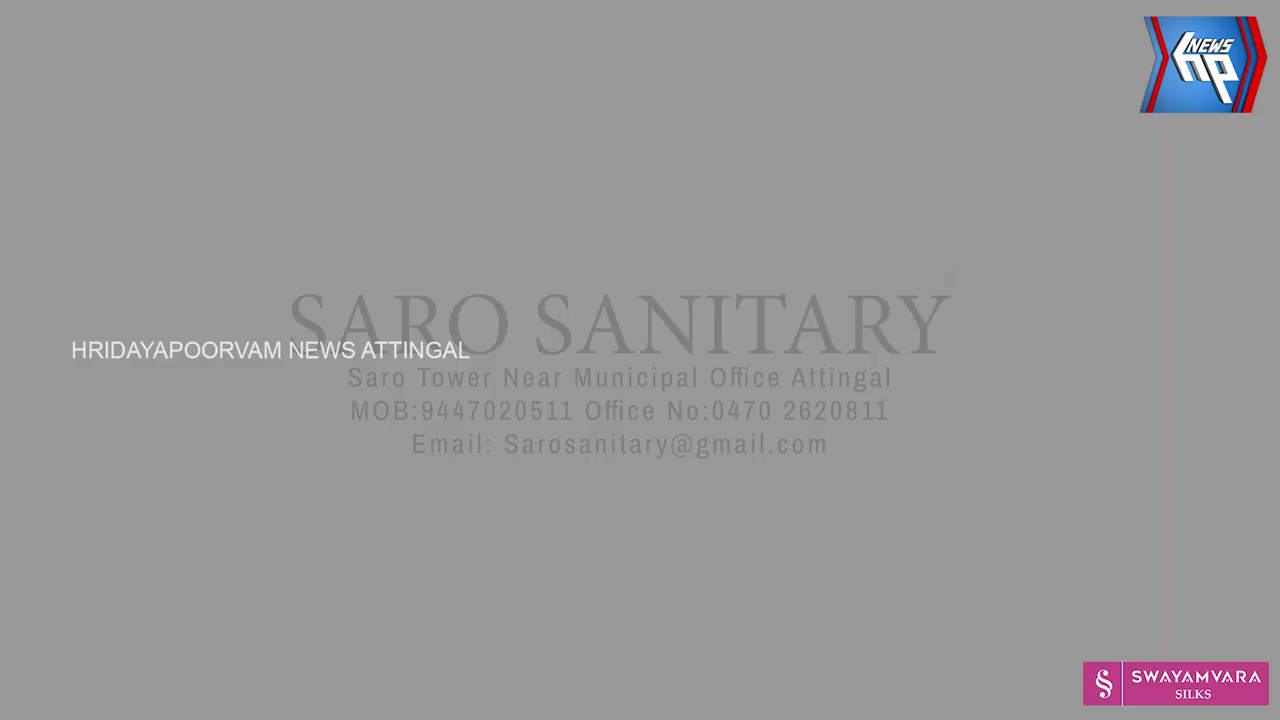 NEWS
hp
SARO SANITARY
HRIDAYAPOORVAM NEWS ATTINGAL
Saro Tower Near Municipal Office Attingal
MOB:9447020511 Office No:0470 2620811
Email: Sarosanitary@gmail.com
SWAYAMVARA
SILKS